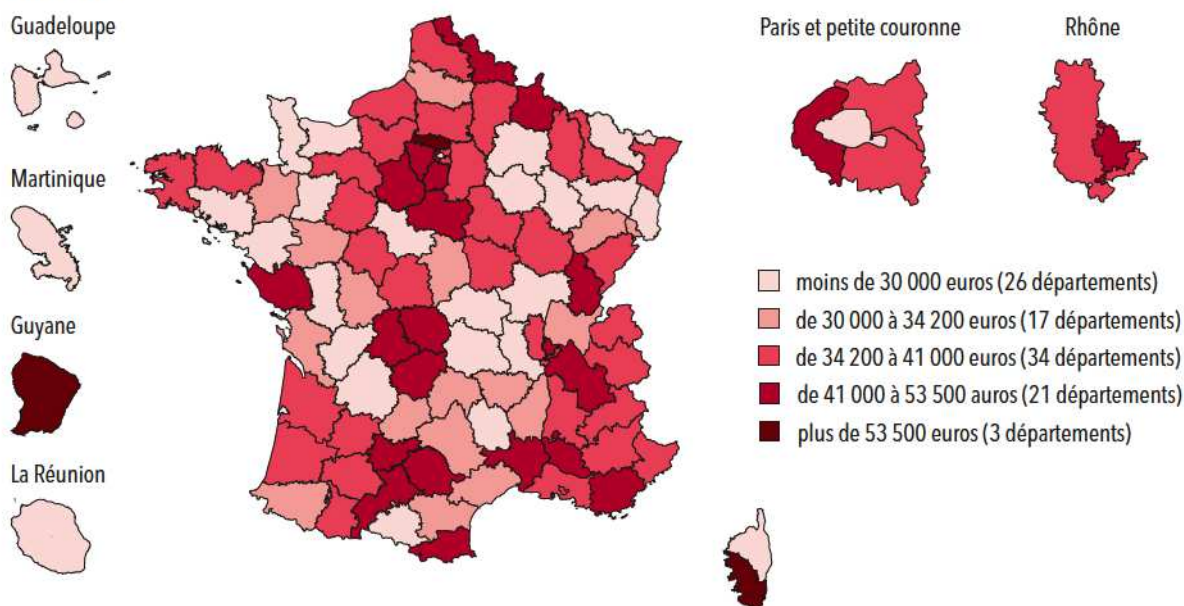 Guadeloupe
Martinique
Guyane
La Réunion
Paris et petite couronne
Rhône
moins de 30 000 euros (26 départements)
de 30 000 à 34 200 euros (17 départements)
de 34 200 à 41 000 euros (34 départements)
de 41 000 à 53 500 auros (21 départements)
plus de 53 500 euros (3 départements)